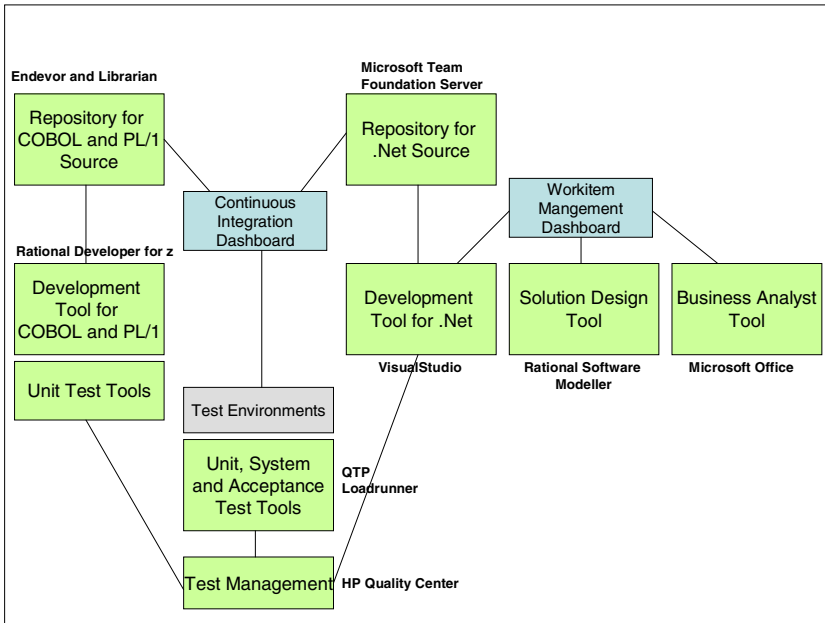 Endevor and Librarian
Microsoft Team
Foundation Server
Repository for
COBOL and PL/1
Source
Repository for
.Net Source
Continuous
Integration
Dashboard
Workitem
Mangement
Dashboard
Rational Developer for z
Development
Tool for
COBOL and PL/1
Development
Tool for .Net
Solution Design
Tool
Business Analyst
Tool
VisualStudio
Rational Software
Modeller
Microsoft Office
Unit Test Tools
Test Environments
Unit, System
and Acceptance
Test Tools
QTP
Loadrunner
Test Management
HP Quality Center